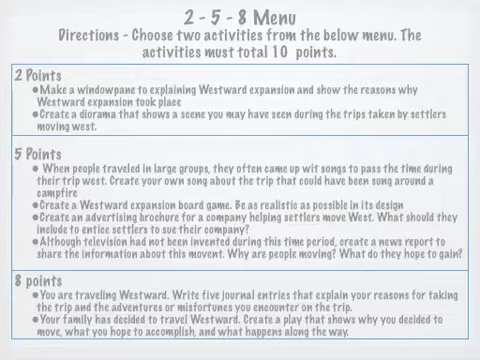 2 - 5 - 8 Menu
Directions - Choose two activities from the below menu. The
activities must total 10 points.
2 Points
●Make a windowpane to explaining Westward expansion and show the reasons why
Westward expansion took place
●Create a diorama that shows a scene you may have seen during the trips taken by settlers
moving west.
5 Points
● When people traveled in large groups, they often came up wit songs to pass the time during
their trip west. Create your own song about the trip that could have been sung around a
campfire
●Create a Westward expansion board game. Be as realistic as possible in its design
●Create an advertising brochure for a company helping settlers move West. What should they
include to entice settlers to sue their company?
●Although television had not been invented during this time period, create a news report to
share the information about this movent. Why are people moving? What do they hope to gain?
8 points
●You are traveling Westward. Write five journal entries that explain your reasons for taking
the trip and the adventures or misfortunes you encounter on the trip.
●Your family has decided to travel Westward. Create a play that shows why you decided to
move, what you hope to accomplish, and what happens along the way.